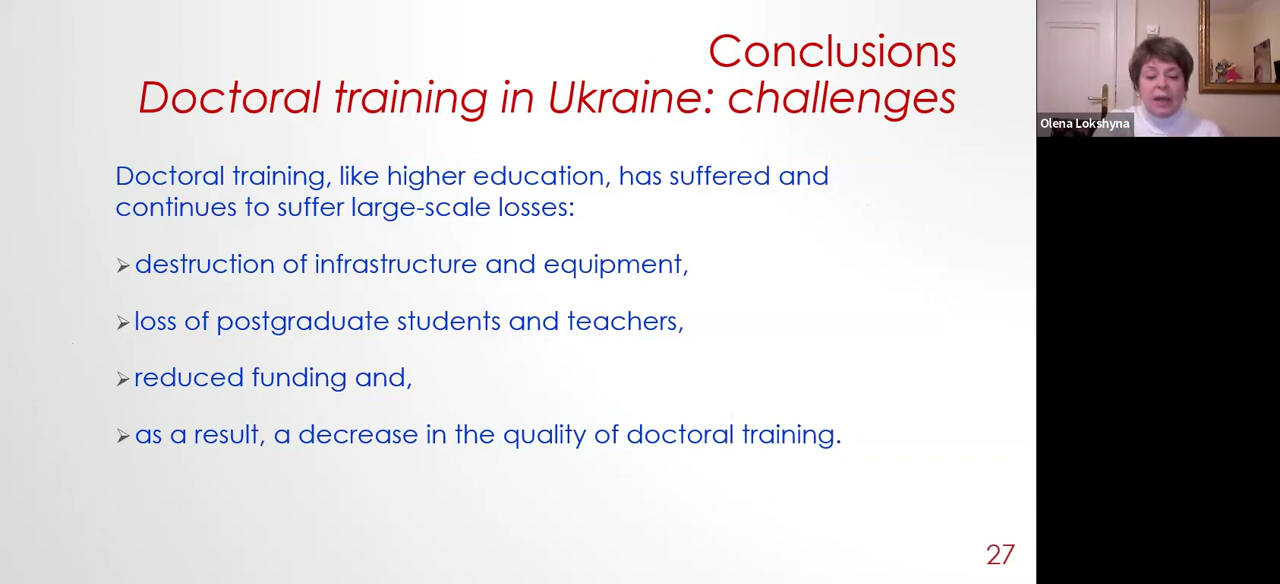 Conclusions
Doctoral training in Ukraine: challenges
Doctoral training, like higher education, has suffered and
continues to suffer large-scale losses:
destruction of infrastructure and equipment,
loss of postgraduate students and teachers,
reduced funding and,
as a result, a decrease in the quality of doctoral training.
27
Olena Lokshyna